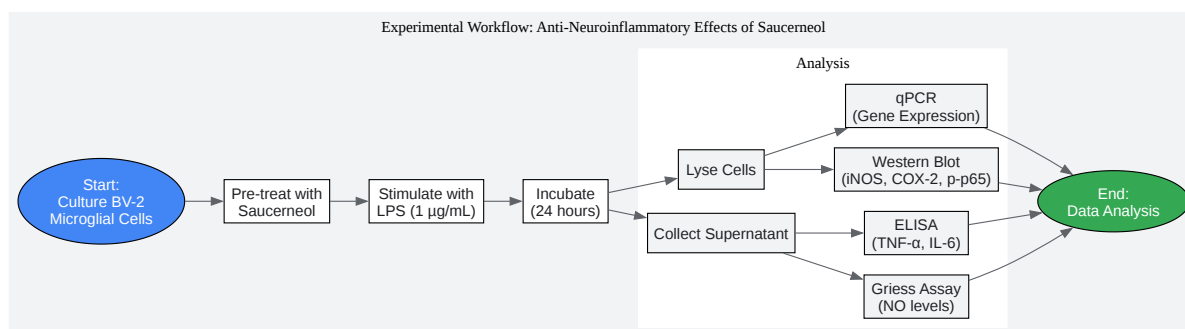 Experimental Workflow: Anti-Neuroinflammatory Effects of Saucerneol
Start:
Culture BV-2
Microglial Cells
Pre-treat with
Saucerneol
Stimulate with
LPS (1 µg/mL)
Incubate
(24 hours)
Analysis
Lyse Cells
Collect Supernatant
qPCR
(Gene Expression)
Western Blot
(iNOS, COX-2, p-p65)
ELISA
(TNF-α, IL-6)
Griess Assay
(NO levels)
End:
Data Analysis